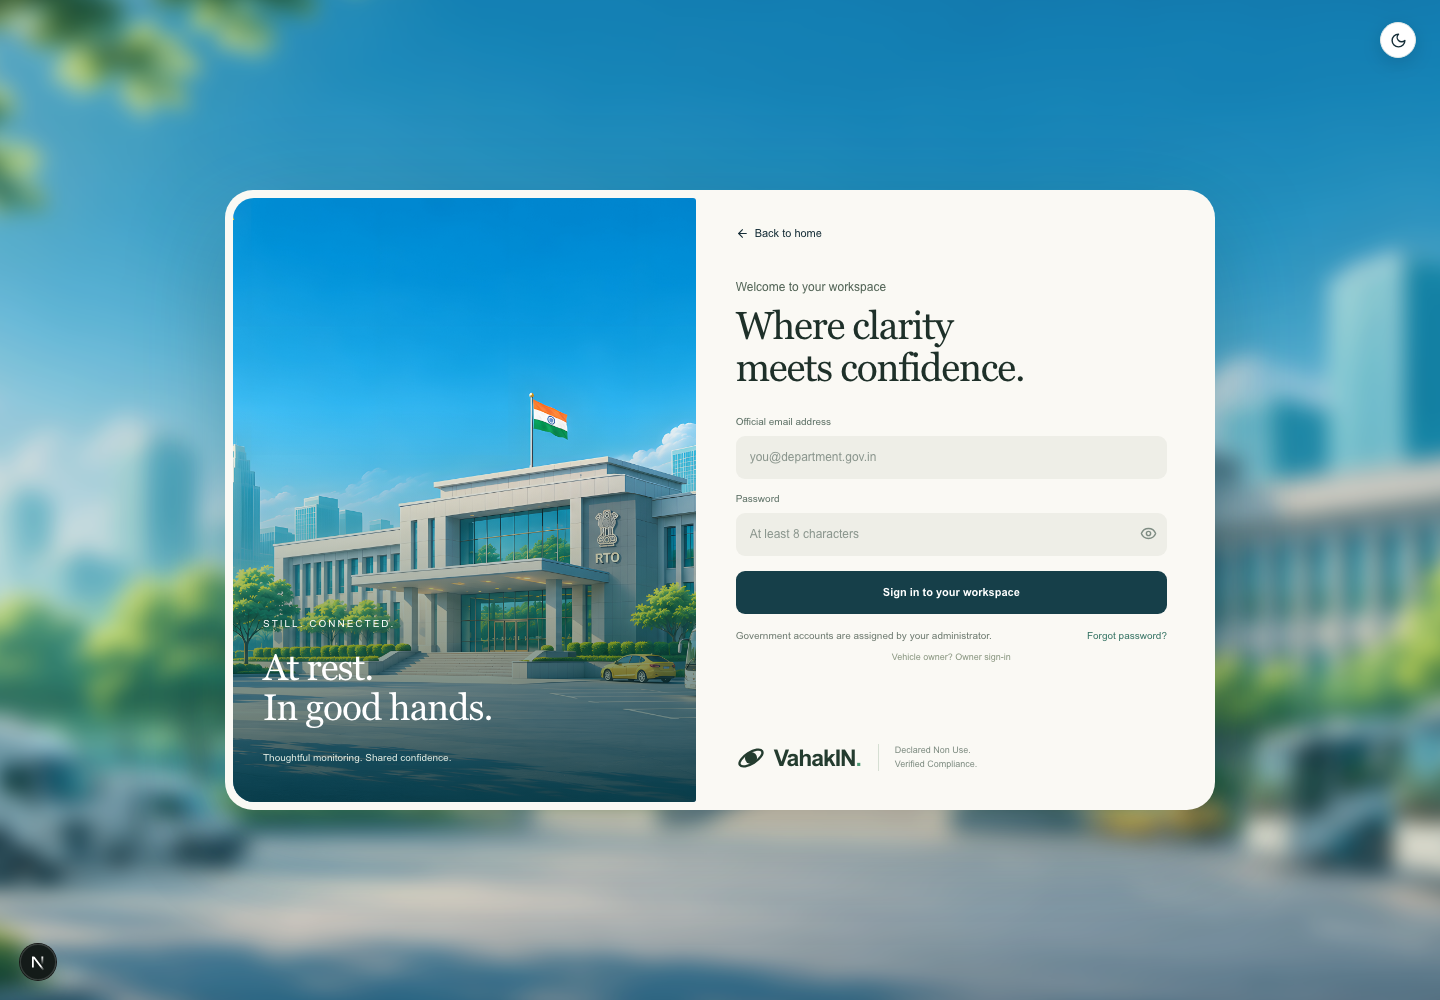 RTO
STILL. CONNECTED.
At rest.
In good hands.
Thoughtful monitoring. Shared confidence.
Back to home
Welcome to your workspace
Where clarity
meets confidence.
Official email address
you@department.gov.in
Password
At least 8 characters
Sign in to your workspace
Government accounts are assigned by your administrator.
Forgot password?
Vehicle owner? Owner sign-in
VahakIN.
Declared Non Use.
Verified Compliance.
N